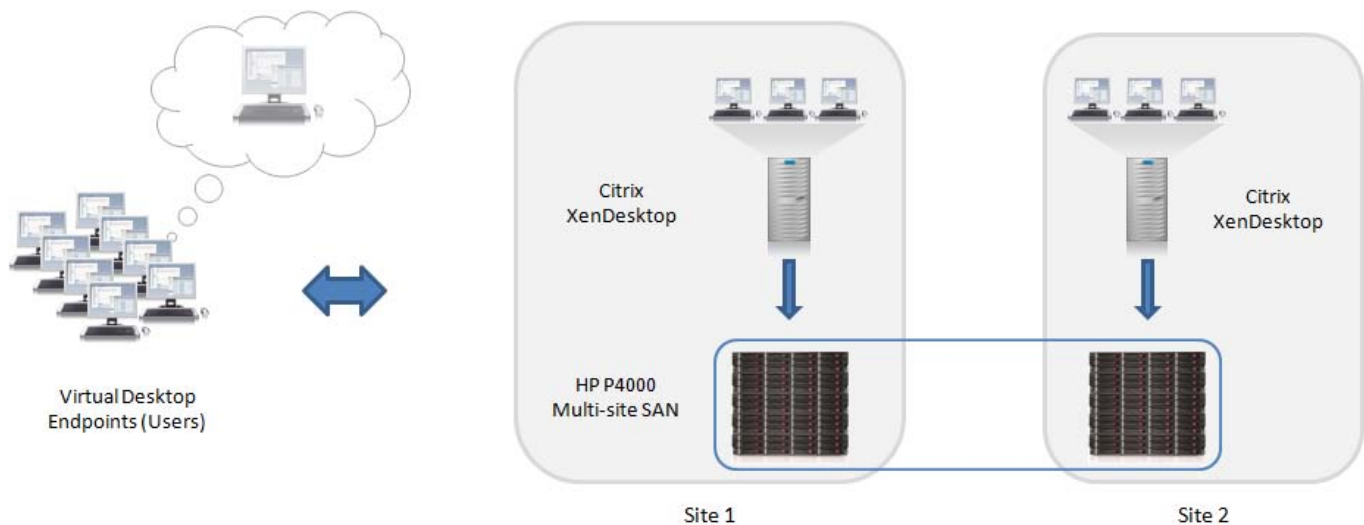 Virtual Desktop
Endpoints (Users)
Citrix
XenDesktop
HP P4000
Multi-site SAN
Citrix
XenDesktop
Site 1
Site 2